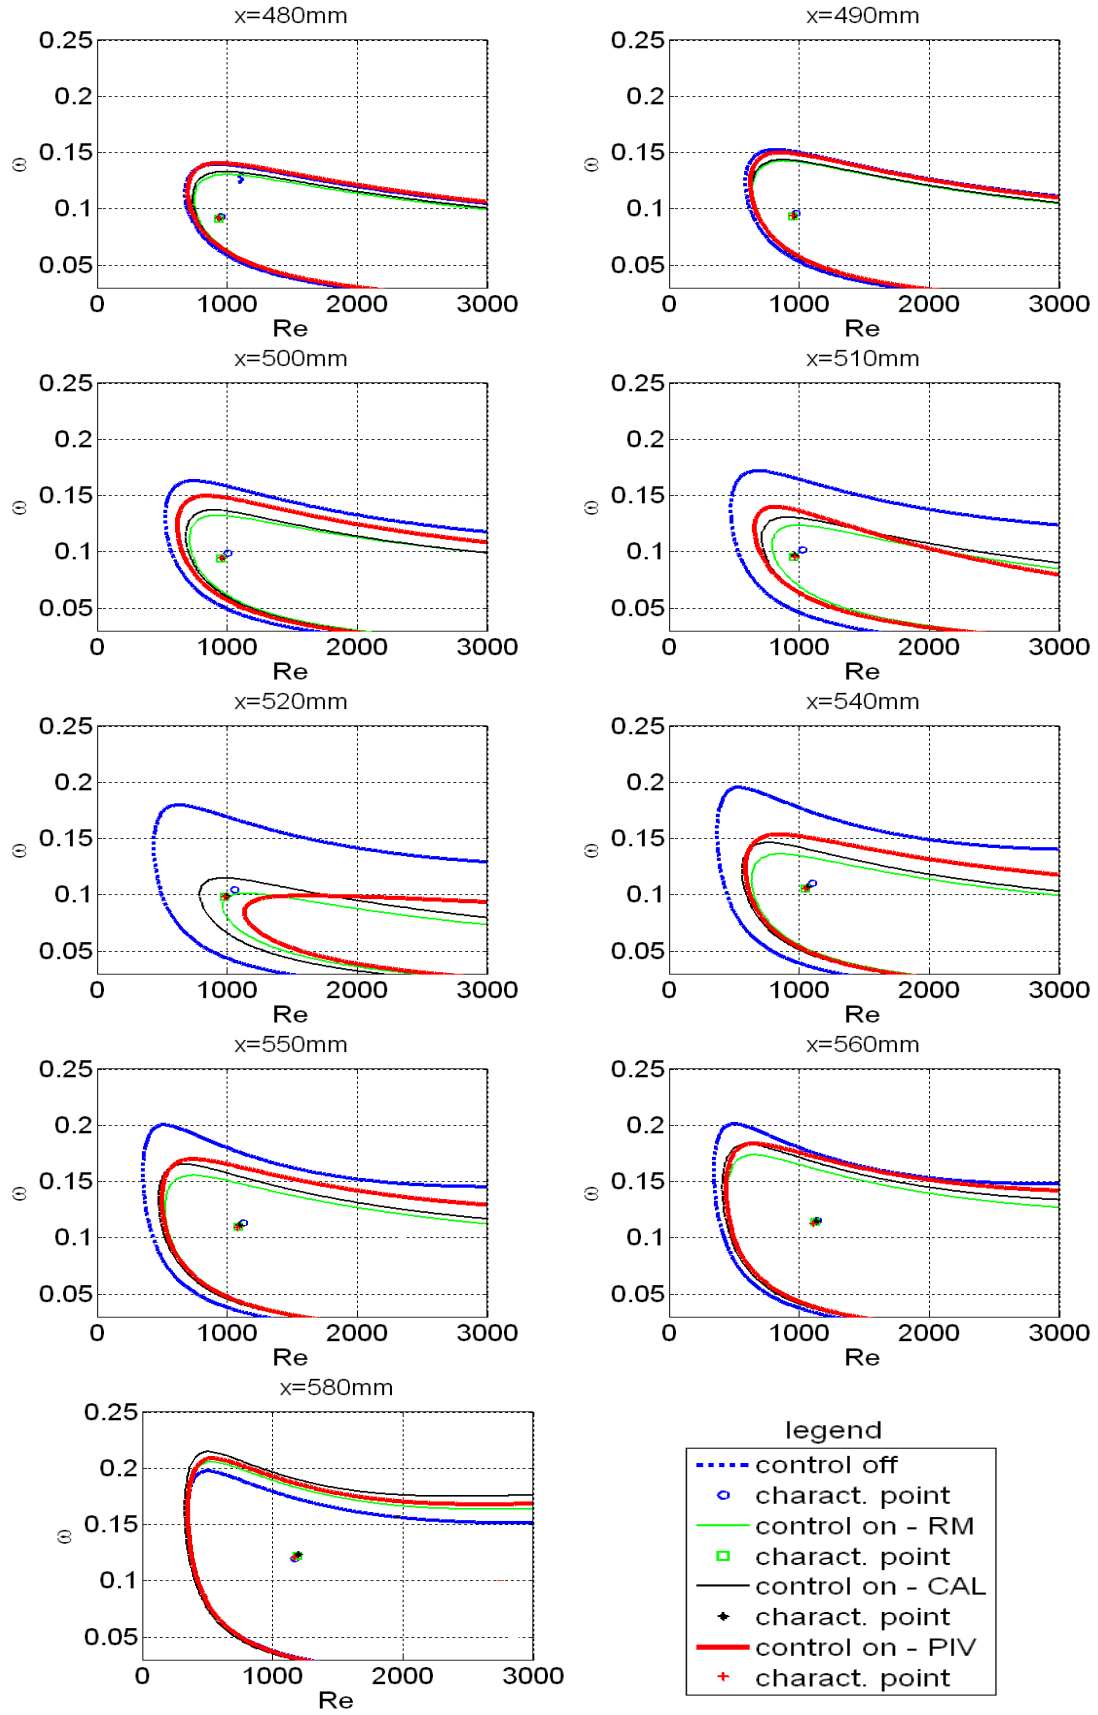 x=480mm
0.25
0.2
0.15
0.1
0.05
ω
0 1000 2000 3000
Re
x=490mm
0.25
0.2
0.15
0.1
0.05
ω
0 1000 2000 3000
Re
x=500mm
0.25
0.2
0.15
0.1
0.05
ω
0 1000 2000 3000
Re
x=510mm
0.25
0.2
0.15
0.1
0.05
ω
0 1000 2000 3000
Re
x=520mm
0.25
0.2
0.15
0.1
0.05
ω
0 1000 2000 3000
Re
x=540mm
0.25
0.2
0.15
0.1
0.05
ω
0 1000 2000 3000
Re
x=550mm
0.25
0.2
0.15
0.1
0.05
ω
0 1000 2000 3000
Re
x=560mm
0.25
0.2
0.15
0.1
0.05
ω
0 1000 2000 3000
Re
x=580mm
0.25
0.2
0.15
0.1
0.05
ω
0 1000 2000 3000
Re
legend
control off
charact. point
control on - RM
charact. point
control on - CAL
charact. point
control on - PIV
charact. point